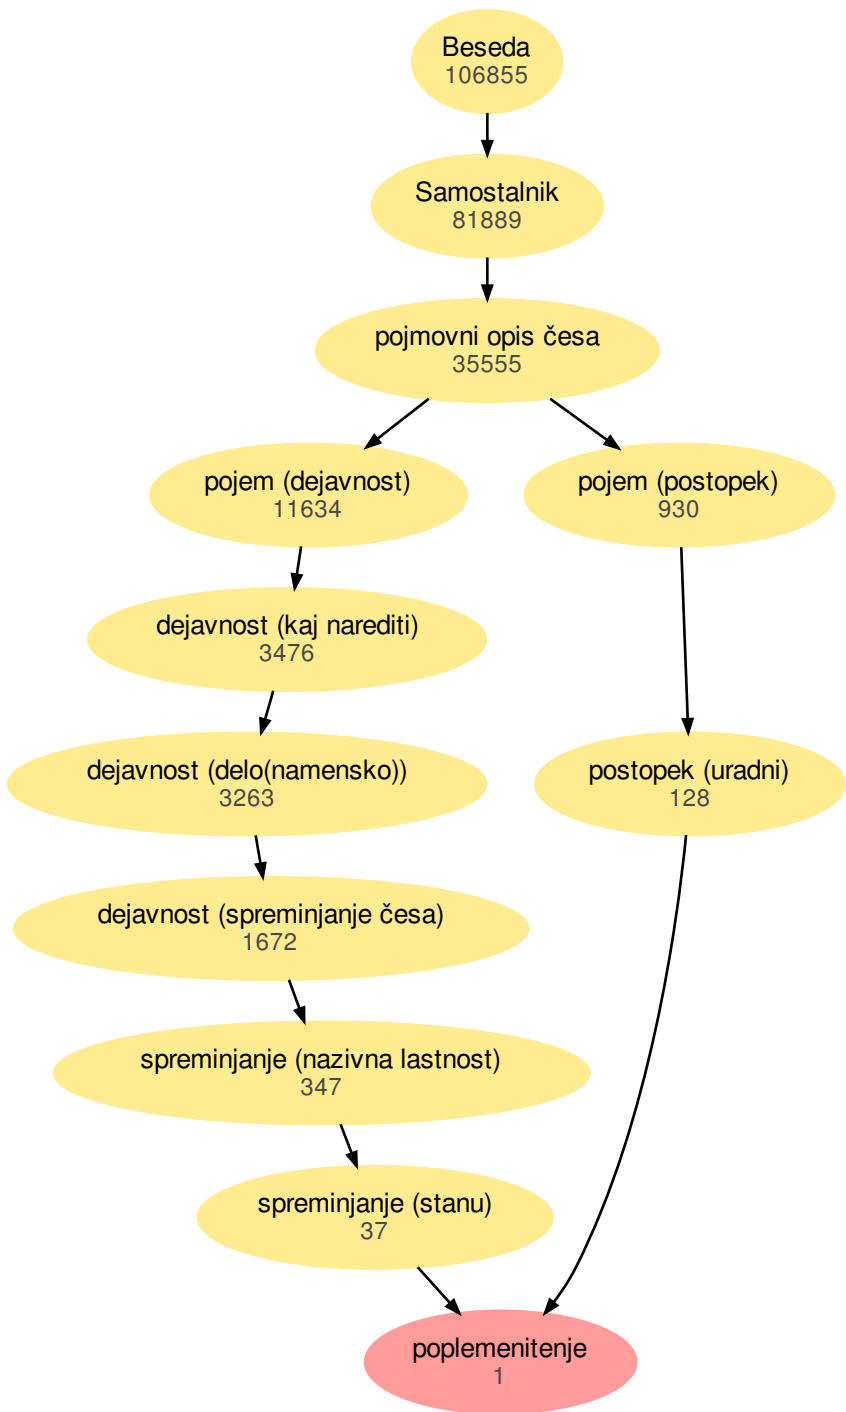 Beseda
106855
Samostalnik
81889
pojmovni opis česa
35555
pojem (dejavnost)
11634
pojem (postopek)
930
dejavnost (kaj narediti)
3476
dejavnost (delo(namensko))
3263
postopek (uradni)
128
dejavnost (spreminjanje česa)
1672
spreminjanje (nazivna lastnost)
347
spreminjanje (stanu)
37
poplemenitenje
1